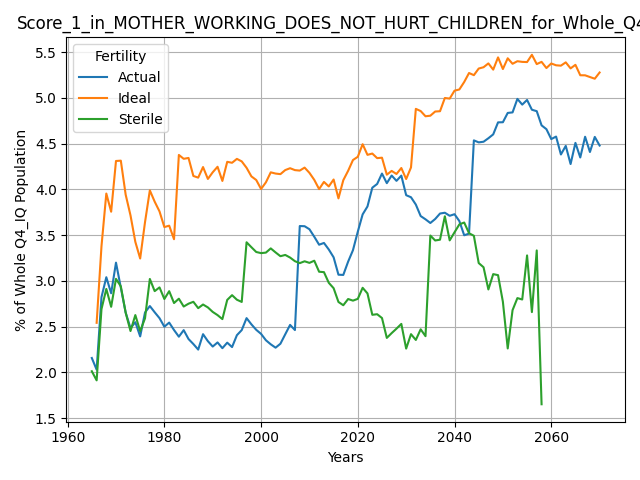 Score_1_in_MOTHER_WORKING_DOES_NOT_HURT_CHILDREN_for_Whole_Q4
Fertility
Actual
Ideal
Sterile
% of Whole Q4_IQ Population
5.5
5.0
4.5
4.0
3.5
3.0
2.5
2.0
1.5
1960
1980
2000
2020
2040
2060
Years